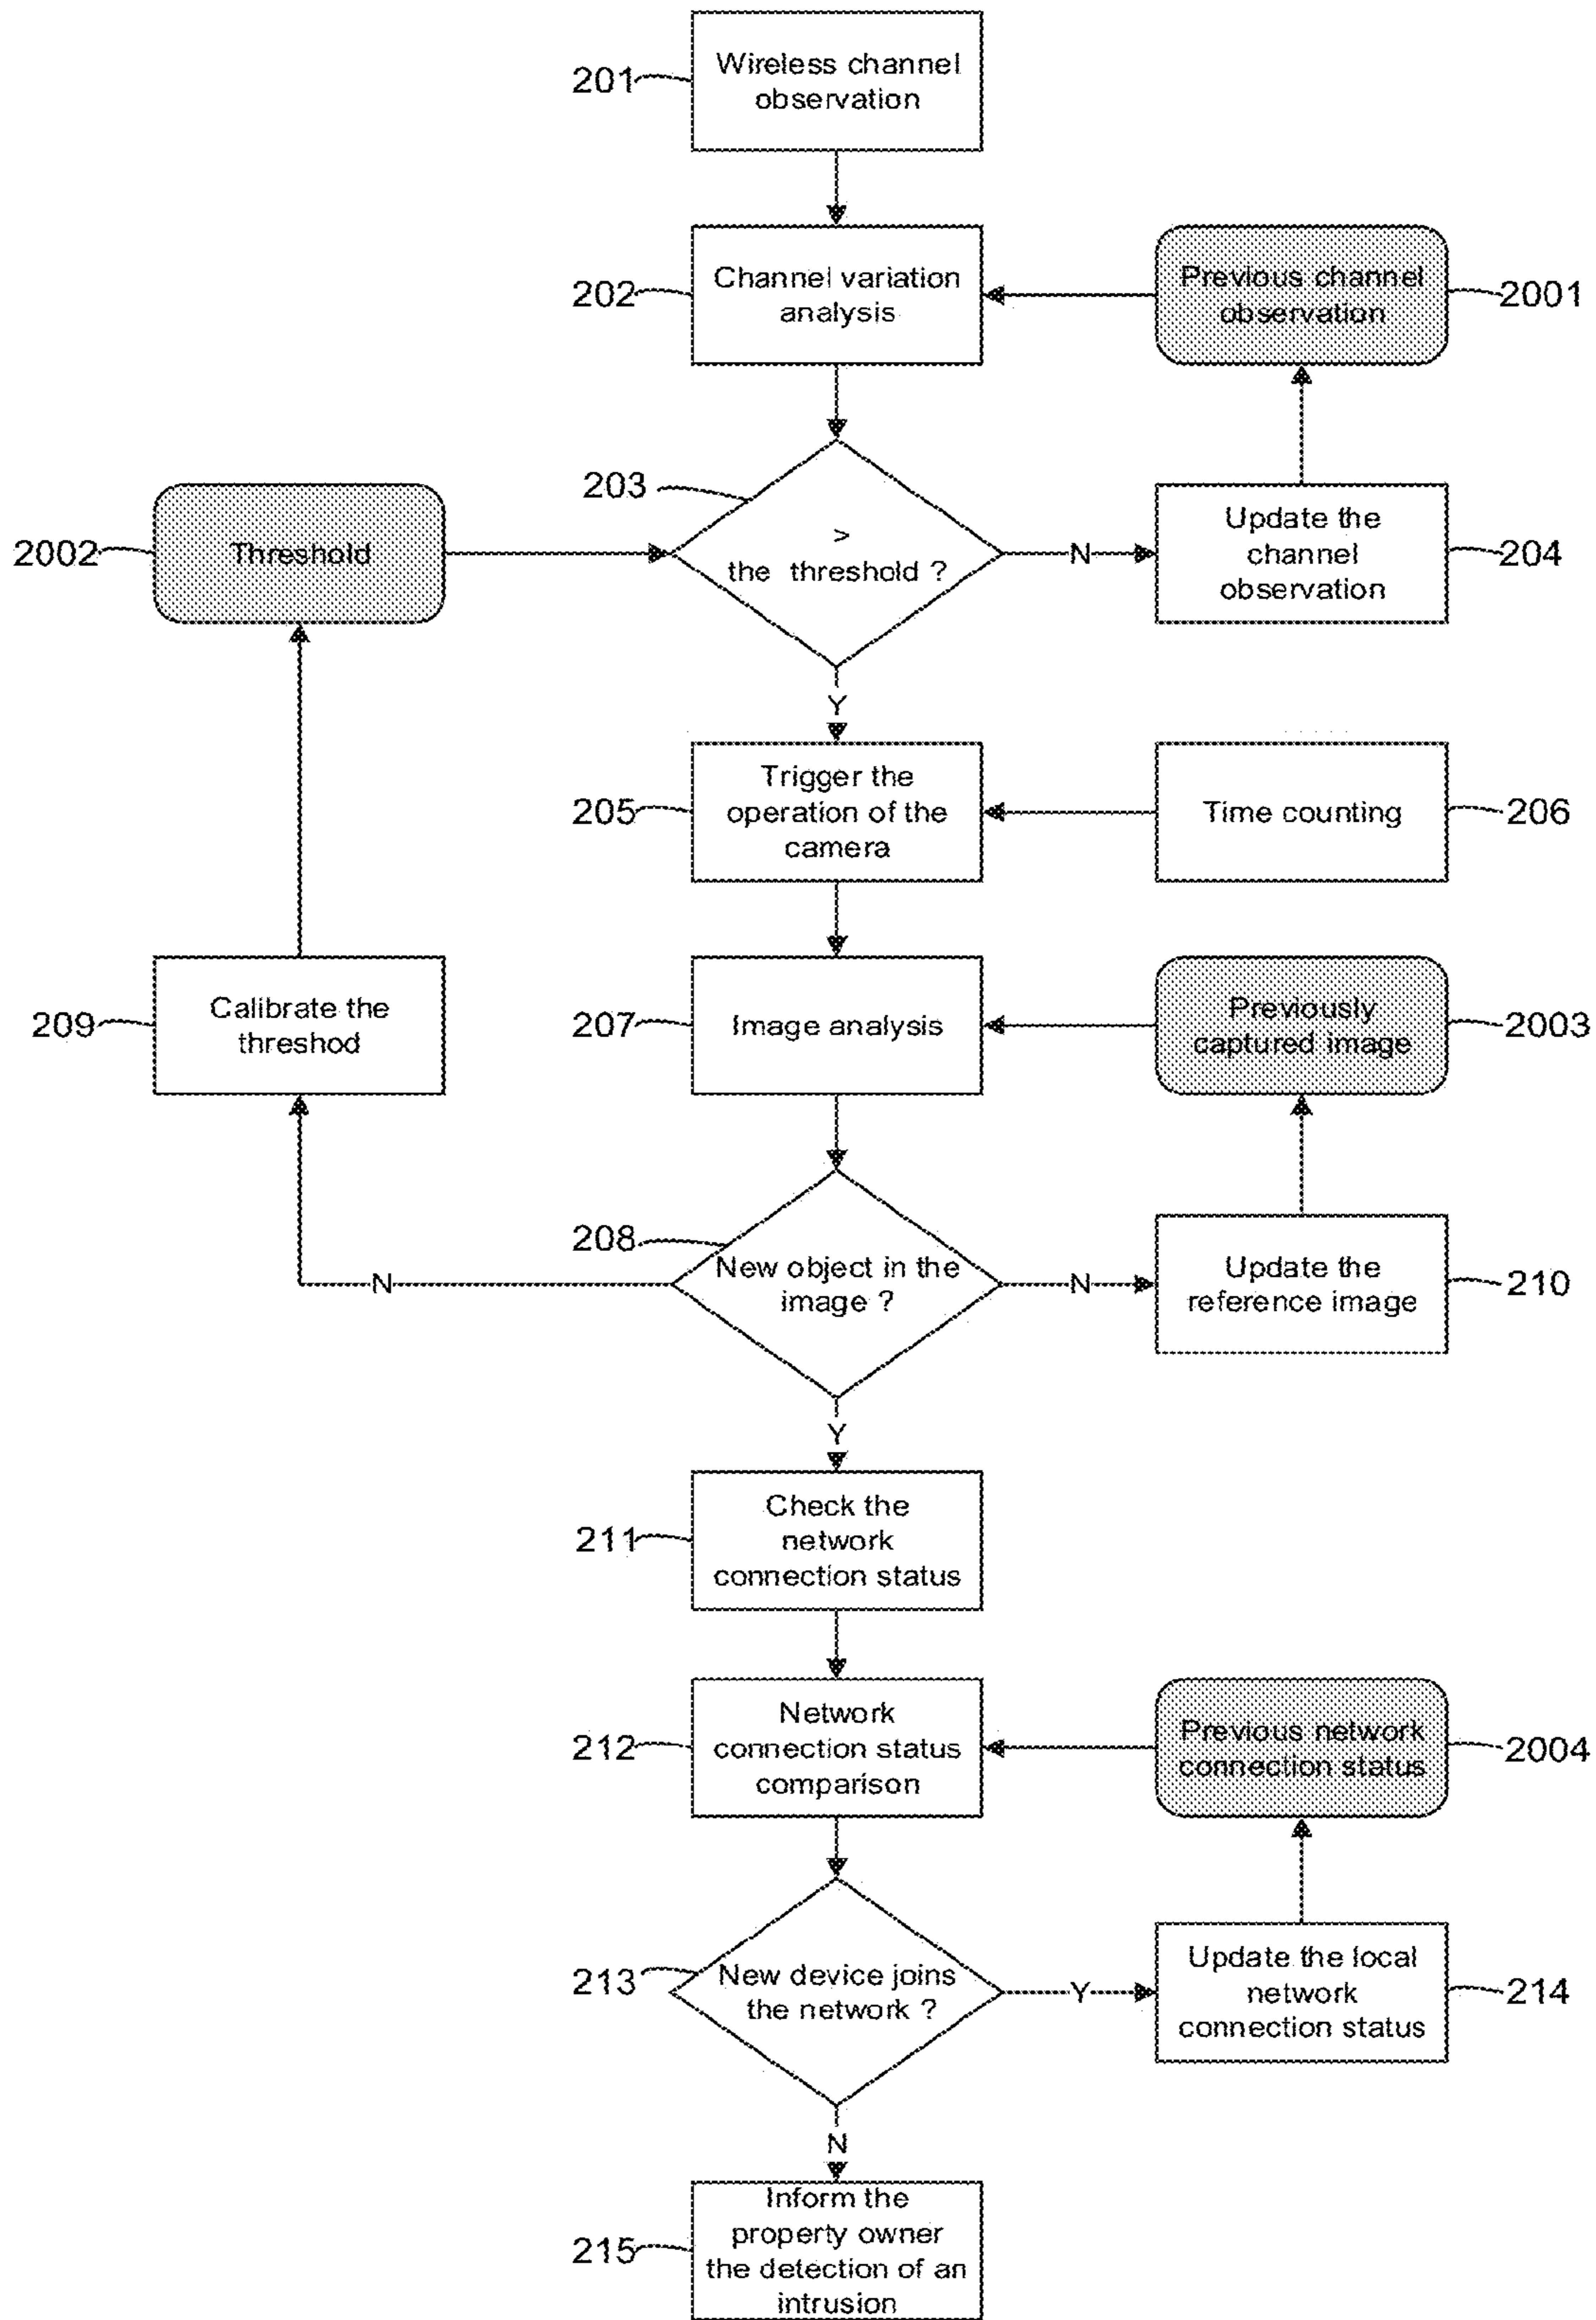 Wireless channel
observation
201
Channel variation
analysis
202
Previous channel
observation
2001
203
>
the threshold ?
2002
Threshold
N
Update the
channel
observation
204
Y
Trigger the
operation of the
camera
205
Time counting
206
Calibrate the
threshod
209
207
Image analysis
Previously
captured image
2003
208
New object in the
image ?
N
N
Update the
reference image
210
Y
Check the
network
connection status
211
Network
connection status
comparison
212
Previous network
connection status
2004
213
New device joins
the network ?
Y
Update the local
network
connection status
214
N
Inform the
property owner
the detection of an
intrusion
215